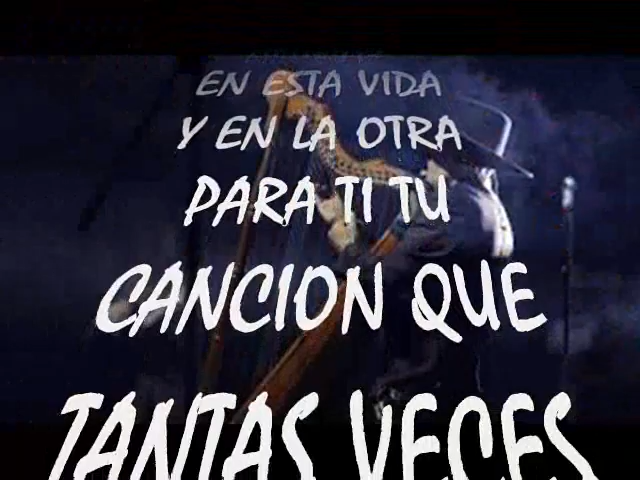 EN ESTA VIDA
Y EN LA OTRA
PARA TI TU
CANCION QUE
TANTAS VECES